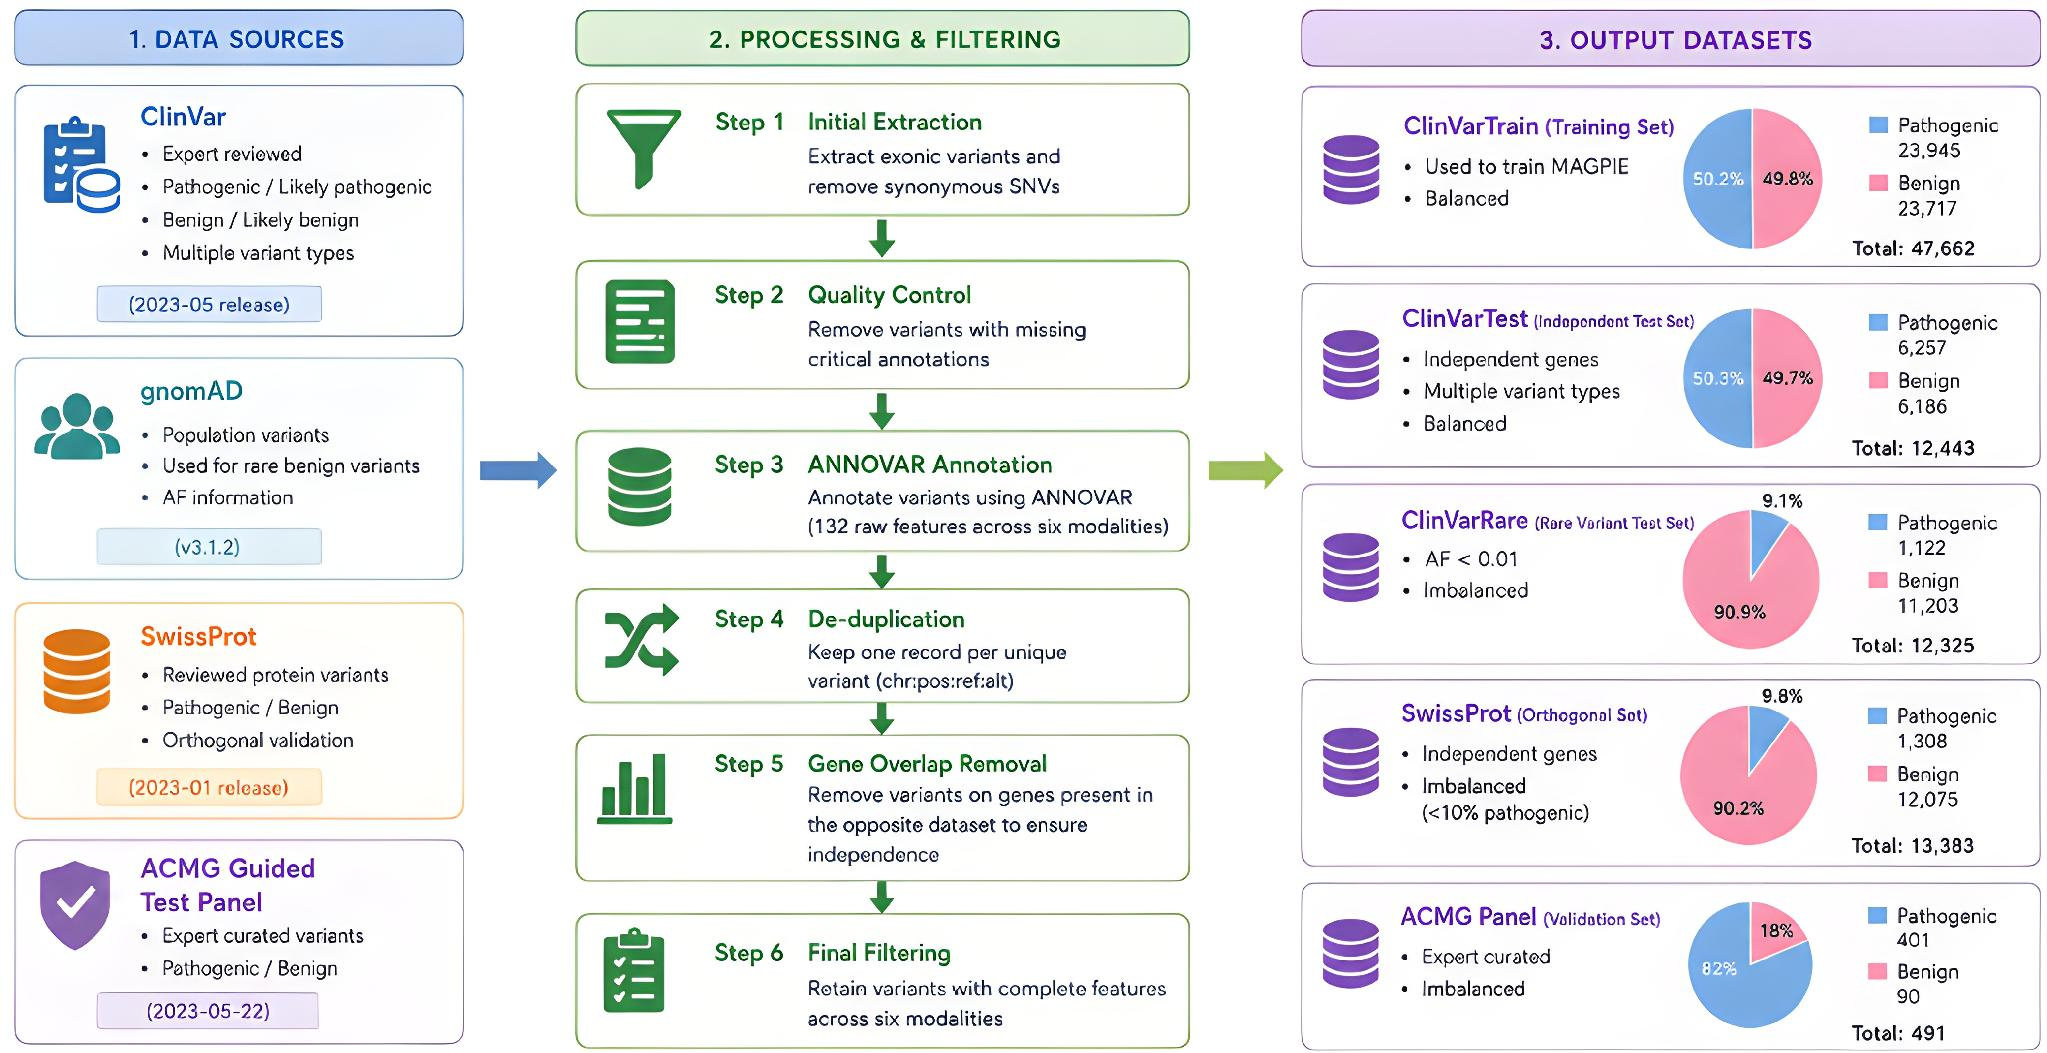 1. DATA SOURCES
ClinVar
• Expert reviewed
• Pathogenic / Likely pathogenic
• Benign / Likely benign
• Multiple variant types
(2023-05 release)
gnomAD
• Population variants
• Used for rare benign variants
• AF information
(v3.1.2)
SwissProt
• Reviewed protein variants
• Pathogenic / Benign
• Orthogonal validation
(2023-01 release)
ACMG Guided
Test Panel
• Expert curated variants
• Pathogenic / Benign
(2023-05-22)
2. PROCESSING & FILTERING
Step 1 Initial Extraction
Extract exonic variants and
remove synonymous SNVs
Step 2 Quality Control
Remove variants with missing
critical annotations
Step 3 ANNOVAR Annotation
Annotate variants using ANNOVAR
(132 raw features across six modalities)
Step 4 De-duplication
Keep one record per unique
variant (chr:pos:ref:alt)
Step 5 Gene Overlap Removal
Remove variants on genes present in
the opposite dataset to ensure
independence
Step 6 Final Filtering
Retain variants with complete features
across six modalities
3. OUTPUT DATASETS
ClinVarTrain (Training Set)
• Used to train MAGPIE
• Balanced
50.2% 49.8%
Pathogenic
23,945
Benign
23,717
Total: 47,662
ClinVarTest (Independent Test Set)
• Independent genes
• Multiple variant types
• Balanced
50.3% 49.7%
Pathogenic
6,257
Benign
6,186
Total: 12,443
ClinVarRare (Rare Variant Test Set)
• AF < 0.01
• Imbalanced
9.1%
90.9%
Pathogenic
1,122
Benign
11,203
Total: 12,325
SwissProt (Orthogonal Set)
• Independent genes
• Imbalanced
(<10% pathogenic)
9.8%
90.2%
Pathogenic
1,308
Benign
12,075
Total: 13,383
ACMG Panel (Validation Set)
• Expert curated
• Imbalanced
18%
82%
Pathogenic
401
Benign
90
Total: 491